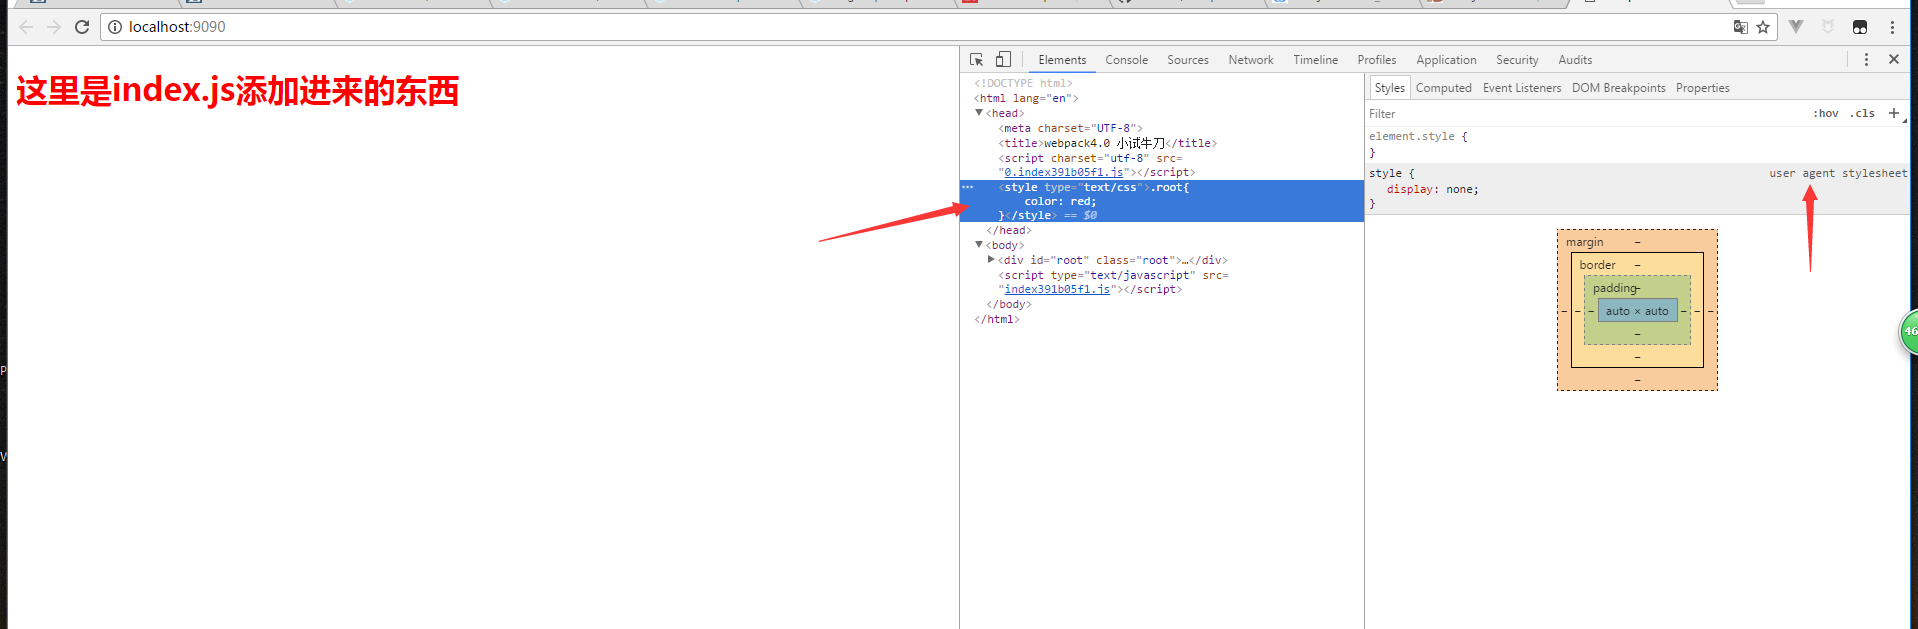 localhost:9090
这里是index.js添加进来的东西
Elements Console Sources Network Timeline Profiles Application Security Audits
<!DOCTYPE html>
<html lang="en">
<head>
<meta charset="UTF-8">
<title>webpack4.0 小试牛刀</title>
<script charset="utf-8" src=
"0.index391b05f1.js"></script>
<style type="text/css">.root{
color: red;
}</style> == $0
</head>
<body>
<div id="root" class="root">…</div>
<script type="text/javascript" src=
"index391b05f1.js"></script>
</body>
</html>
Styles Computed Event Listeners DOM Breakpoints Properties
Filter :hov .cls +
element.style {
}
style { user agent stylesheet
display: none;
}
margin –
border –
padding –
– – – auto × auto – – –
–
–
–
46
P